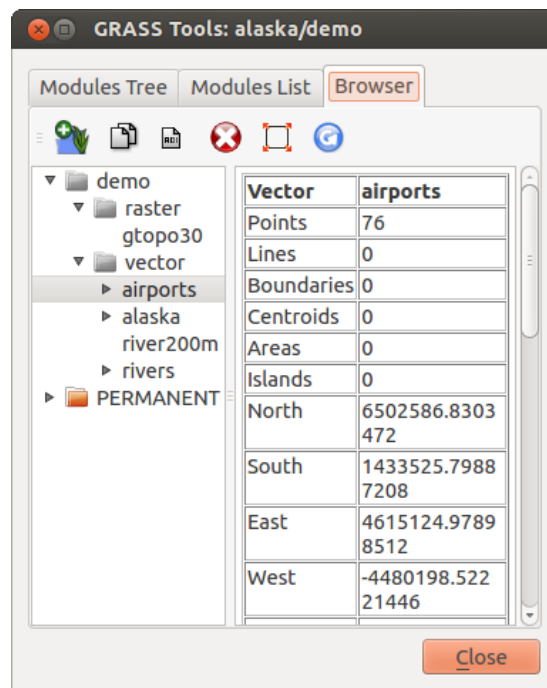 GRASS Tools: alaska/demo
Modules Tree Modules List Browser
demo
raster
gtopo30
vector
airports
alaska
river200m
rivers
PERMANENT
Vector airports
Points 76
Lines 0
Boundaries 0
Centroids 0
Areas 0
Islands 0
North 6502586.8303
472
South 1433525.7988
7208
East 4615124.9789
8512
West -4480198.522
21446
Close